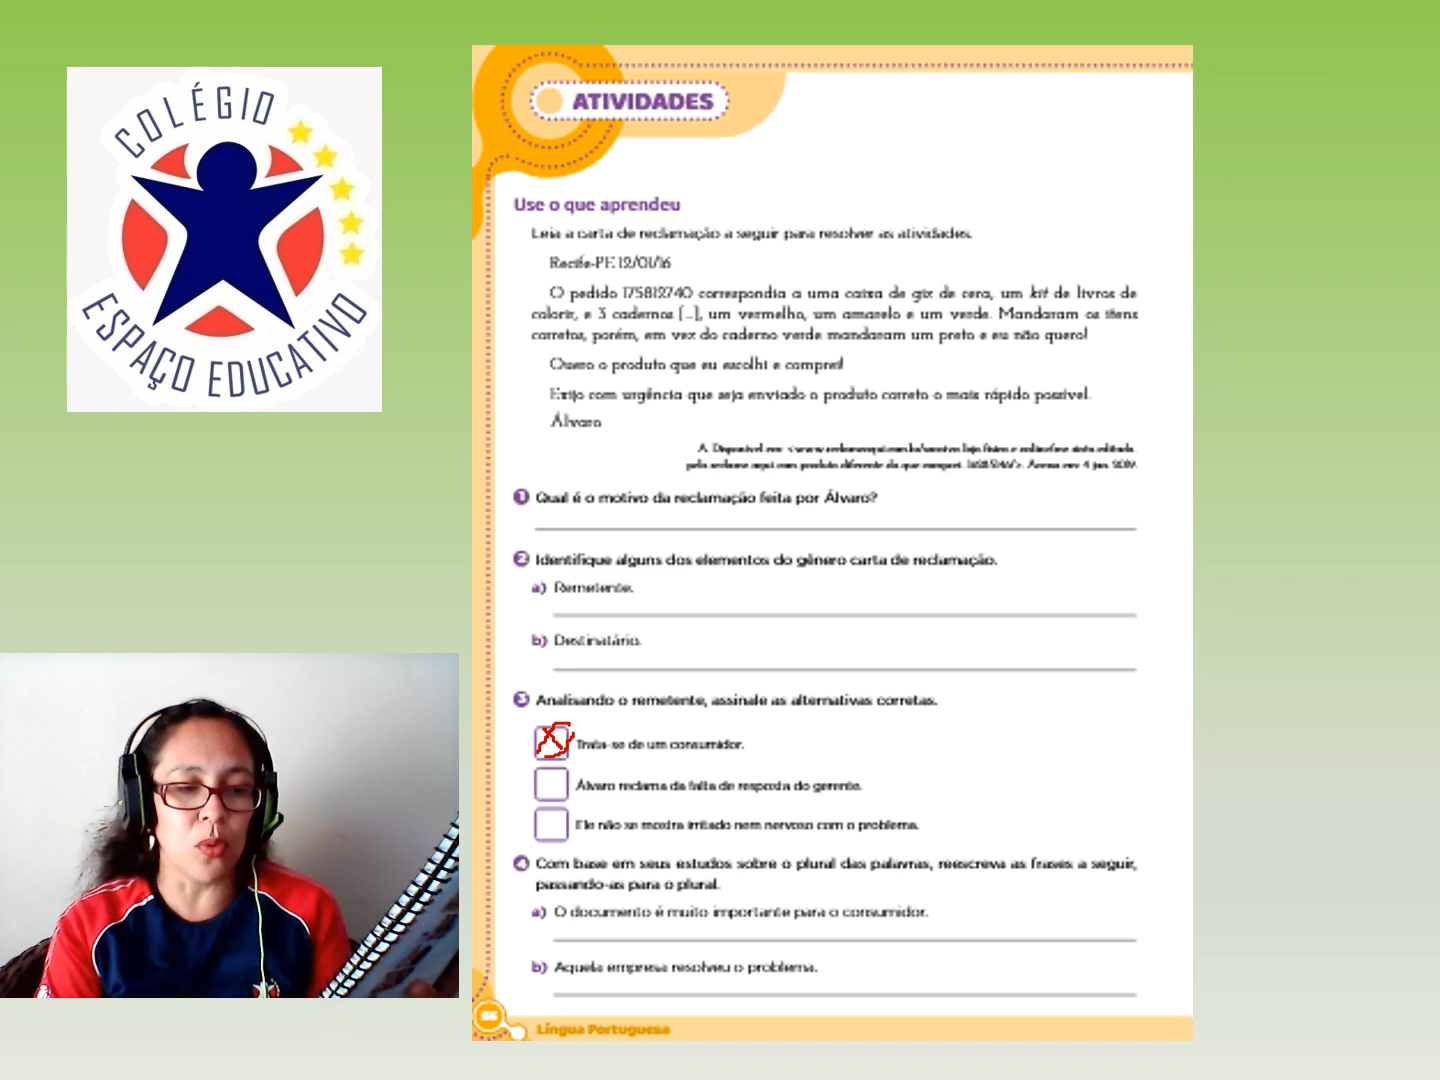 COLÉGIO
ESPAÇO EDUCATIVO
ATIVIDADES
Use o que aprendeu
Leia a carta de reclamação a seguir para resolver as atividades.
Recife-PE 12/01/16
O pedido 175812740 correspondia a uma caixa de giz de cera, um kit de livros de
colorir, e 3 cadernos [...], um vermelho, um amarelo e um verde. Mandaram os itens
corretos, porém, em vez do caderno verde mandaram um preto e eu não quero!
Quero o produto que eu escolhi e comprei!
Exijo com urgência que seja enviado o produto correto o mais rápido possível.
Álvaro
A. Disponível em:
Acesso em: 4 jan. 2019.
1 Qual é o motivo da reclamação feita por Álvaro?
2 Identifique alguns dos elementos do gênero carta de reclamação.
a) Remetente.
b) Destinatário.
3 Analisando o remetente, assinale as alternativas corretas.
Trata-se de um consumidor.
Álvaro reclama da falta de resposta do gerente.
Ele não se mostra irritado nem nervoso com o problema.
4 Com base em seus estudos sobre o plural das palavras, reescreva as frases a seguir,
passando-as para o plural.
a) O documento é muito importante para o consumidor.
b) Aquela empresa resolveu o problema.
66
Língua Portuguesa